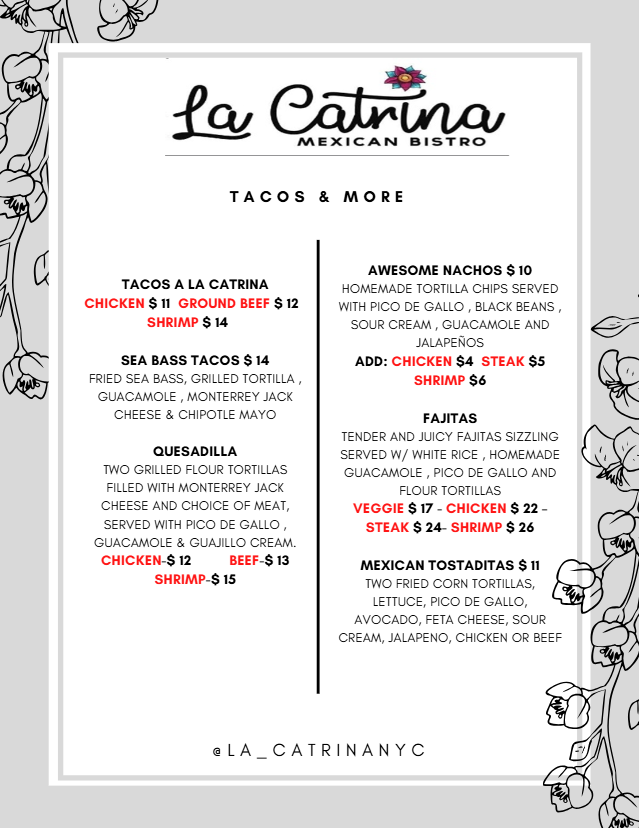 La Catrina
MEXICAN BISTRO
TACOS & MORE
TACOS A LA CATRINA
CHICKEN $ 11 GROUND BEEF $ 12
SHRIMP $ 14
SEA BASS TACOS $ 14
FRIED SEA BASS, GRILLED TORTILLA ,
GUACAMOLE , MONTERREY JACK
CHEESE & CHIPOTLE MAYO
QUESADILLA
TWO GRILLED FLOUR TORTILLAS
FILLED WITH MONTERREY JACK
CHEESE AND CHOICE OF MEAT,
SERVED WITH PICO DE GALLO ,
GUACAMOLE & GUAJILLO CREAM.
CHICKEN-$ 12 BEEF-$ 13
SHRIMP-$ 15
AWESOME NACHOS $ 10
HOMEMADE TORTILLA CHIPS SERVED
WITH PICO DE GALLO , BLACK BEANS ,
SOUR CREAM , GUACAMOLE AND
JALAPEÑOS
ADD: CHICKEN $4 STEAK $5
SHRIMP $6
FAJITAS
TENDER AND JUICY FAJITAS SIZZLING
SERVED W/ WHITE RICE , HOMEMADE
GUACAMOLE , PICO DE GALLO AND
FLOUR TORTILLAS
VEGGIE $ 17 - CHICKEN $ 22 -
STEAK $ 24- SHRIMP $ 26
MEXICAN TOSTADITAS $ 11
TWO FRIED CORN TORTILLAS,
LETTUCE, PICO DE GALLO,
AVOCADO, FETA CHEESE, SOUR
CREAM, JALAPENO, CHICKEN OR BEEF
@LA_CATRINANYC